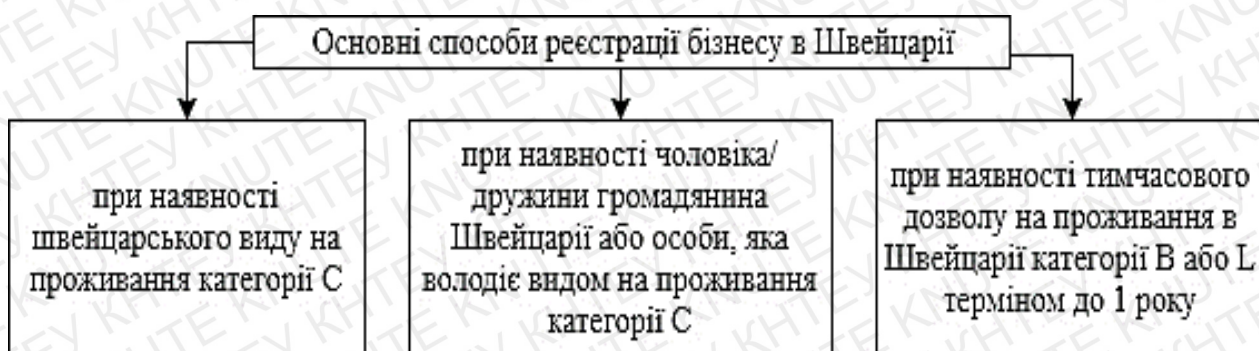 Основні способи реєстрації бізнесу в Швейцарії
при наявності
швейцарського виду на
проживання категорії С
при наявності чоловіка/
дружини громадянина
Швейцарії або особи, яка
володіє видом на проживання
категорії С
при наявності тимчасового
дозволу на проживання в
Швейцарії категорії В або L
терміном до 1 року